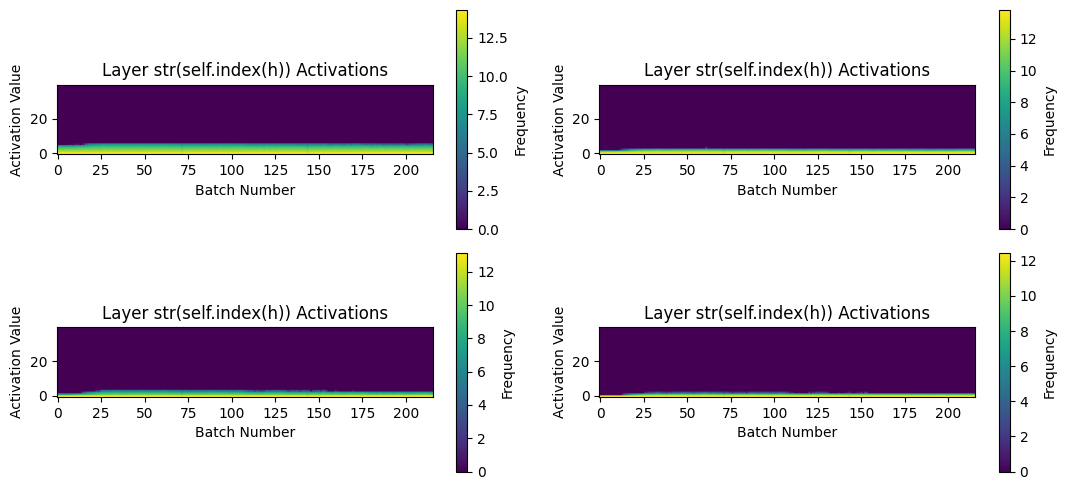 Layer str(self.index(h)) Activations
Activation Value
20
0
0 25 50 75 100 125 150 175 200
Batch Number
12.5
10.0
7.5
5.0
2.5
0.0
Frequency
Layer str(self.index(h)) Activations
Activation Value
20
0
0 25 50 75 100 125 150 175 200
Batch Number
12
10
8
6
4
2
0
Frequency
Layer str(self.index(h)) Activations
Activation Value
20
0
0 25 50 75 100 125 150 175 200
Batch Number
12
10
8
6
4
2
0
Frequency
Layer str(self.index(h)) Activations
Activation Value
20
0
0 25 50 75 100 125 150 175 200
Batch Number
12
10
8
6
4
2
0
Frequency